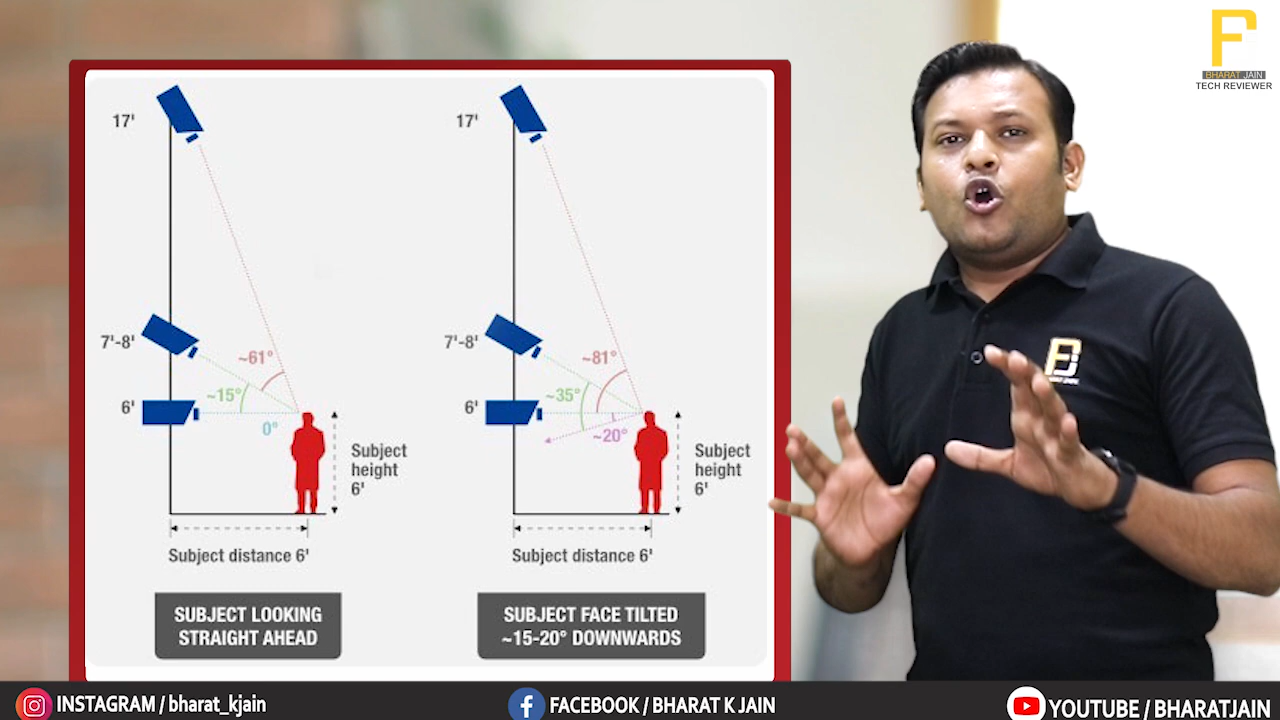 BHARAT JAIN
TECH REVIEWER
17'
7'-8'
6'
~61°
~15°
0°
Subject
height
6'
Subject distance 6'
SUBJECT LOOKING
STRAIGHT AHEAD
17'
7'-8'
6'
~81°
~35°
~20°
Subject
height
6'
Subject distance 6'
SUBJECT FACE TILTED
~15-20° DOWNWARDS
INSTAGRAM / bharat_kjain
FACEBOOK / BHARAT K JAIN
YOUTUBE / BHARATJAIN